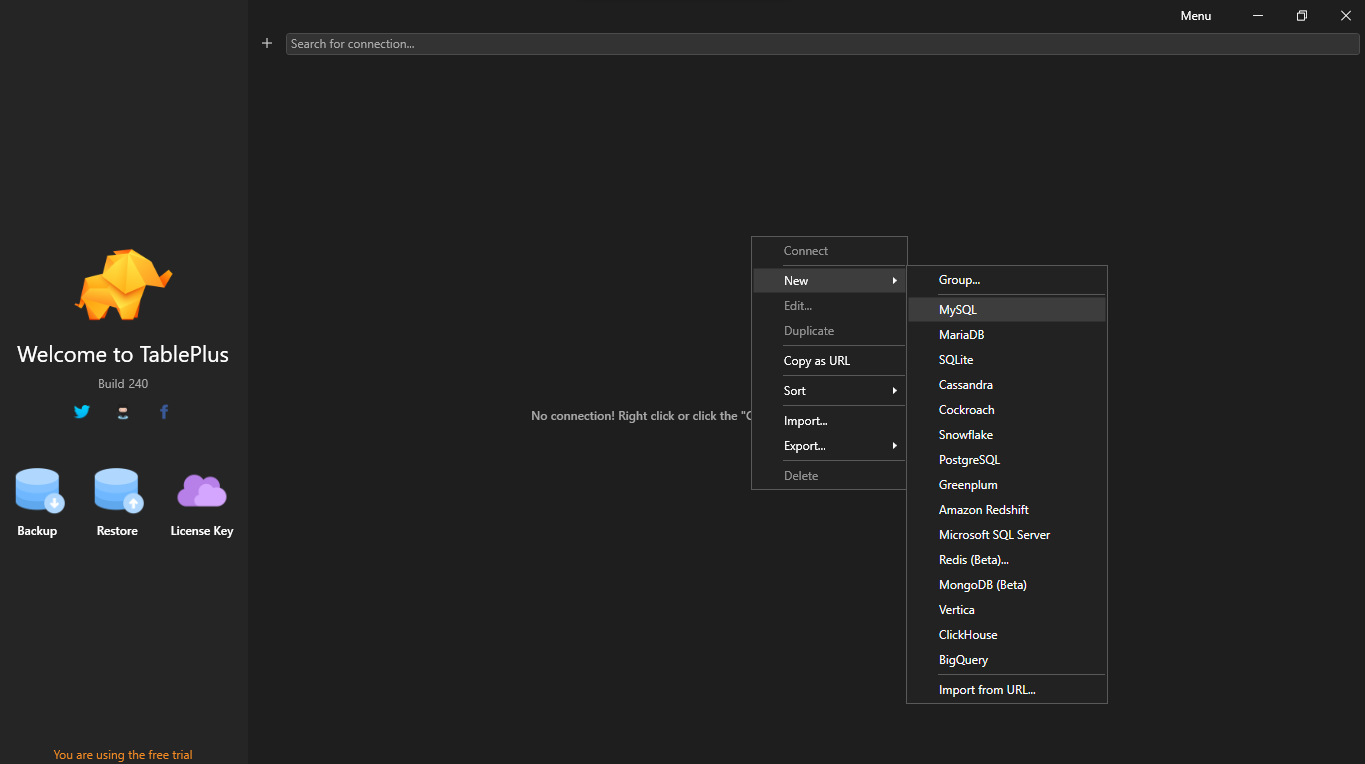 Menu
Search for connection...
Welcome to TablePlus
Build 240
Backup
Restore
License Key
You are using the free trial
No connection! Right click or click the "
Connect
New
Edit...
Duplicate
Copy as URL
Sort
Import...
Export...
Delete
Group...
MySQL
MariaDB
SQLite
Cassandra
Cockroach
Snowflake
PostgreSQL
Greenplum
Amazon Redshift
Microsoft SQL Server
Redis (Beta)...
MongoDB (Beta)
Vertica
ClickHouse
BigQuery
Import from URL...